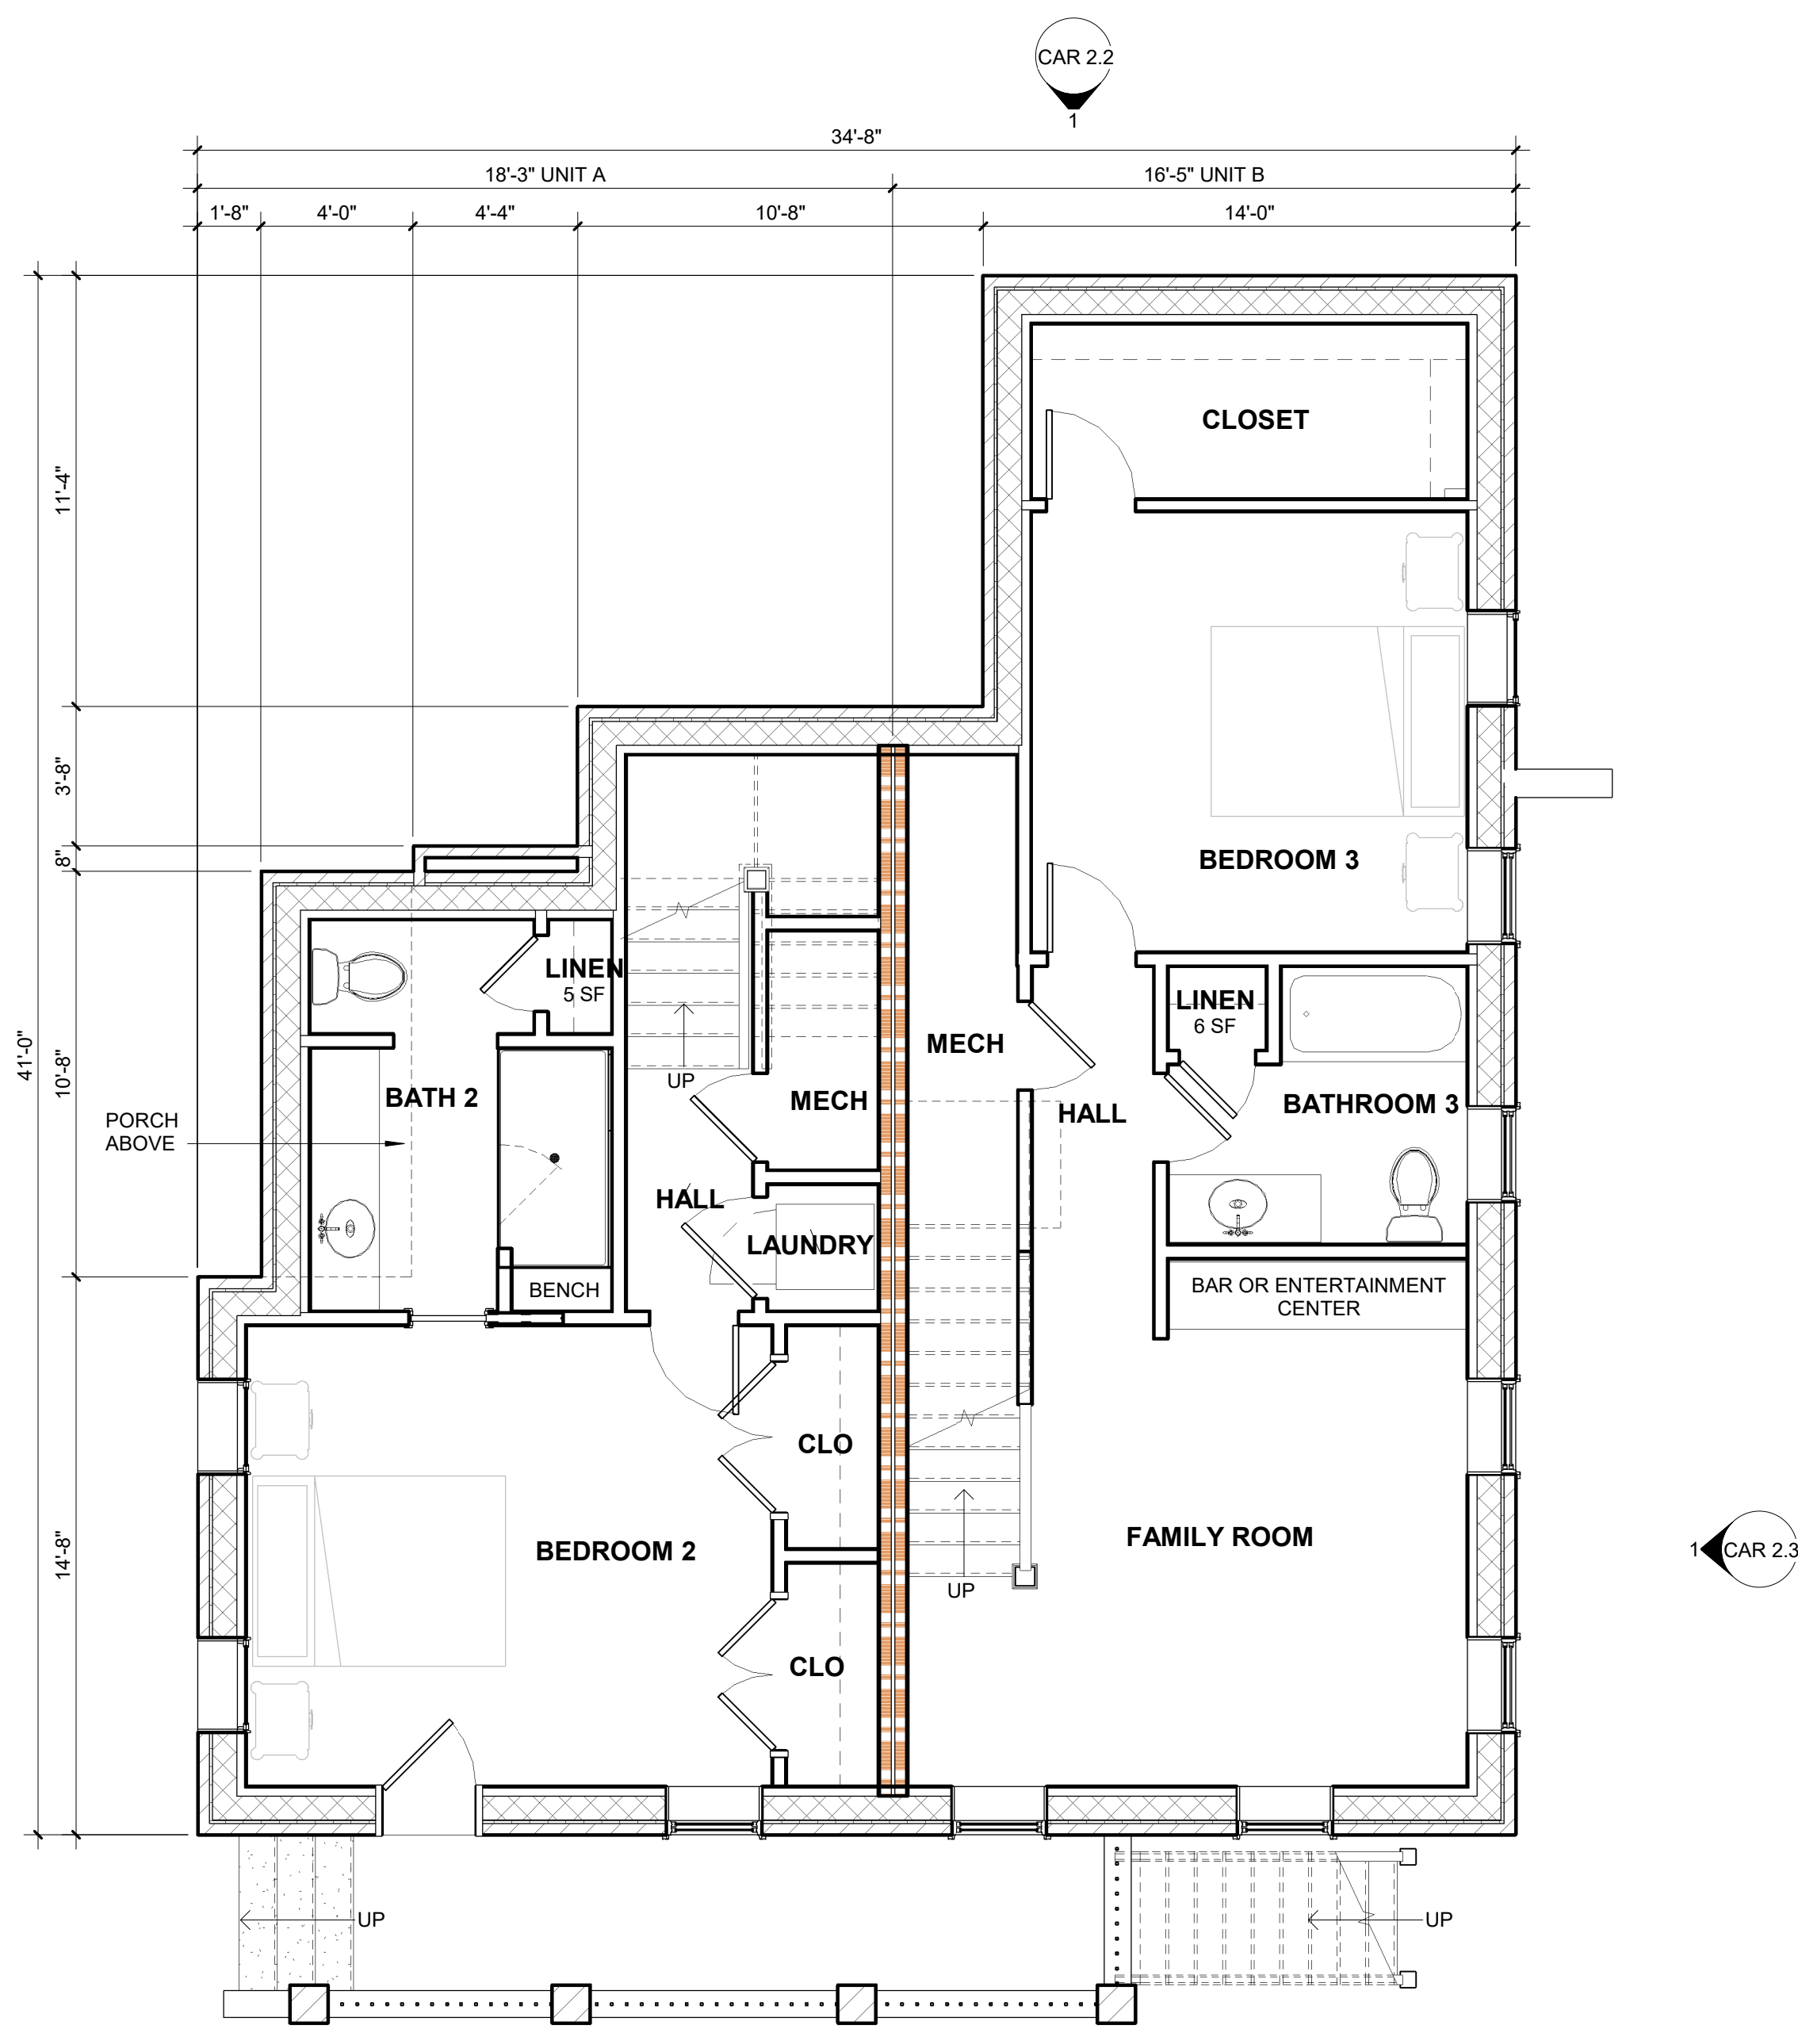 CAR 2.2
1
34'-8"
18'-3" UNIT A
16'-5" UNIT B
1'-8"
4'-0"
4'-4"
10'-8"
14'-0"
CLOSET
11'-4"
3'-8"
8"
BEDROOM 3
LINEN
5 SF
LINEN
6 SF
41'-0"
10'-8"
MECH
UP
BATH 2
MECH
HALL
BATHROOM 3
PORCH
ABOVE
HALL
LAUNDRY
BENCH
BAR OR ENTERTAINMENT
CENTER
CLO
14'-8"
BEDROOM 2
FAMILY ROOM
1
CAR 2.3
UP
CLO
UP
UP